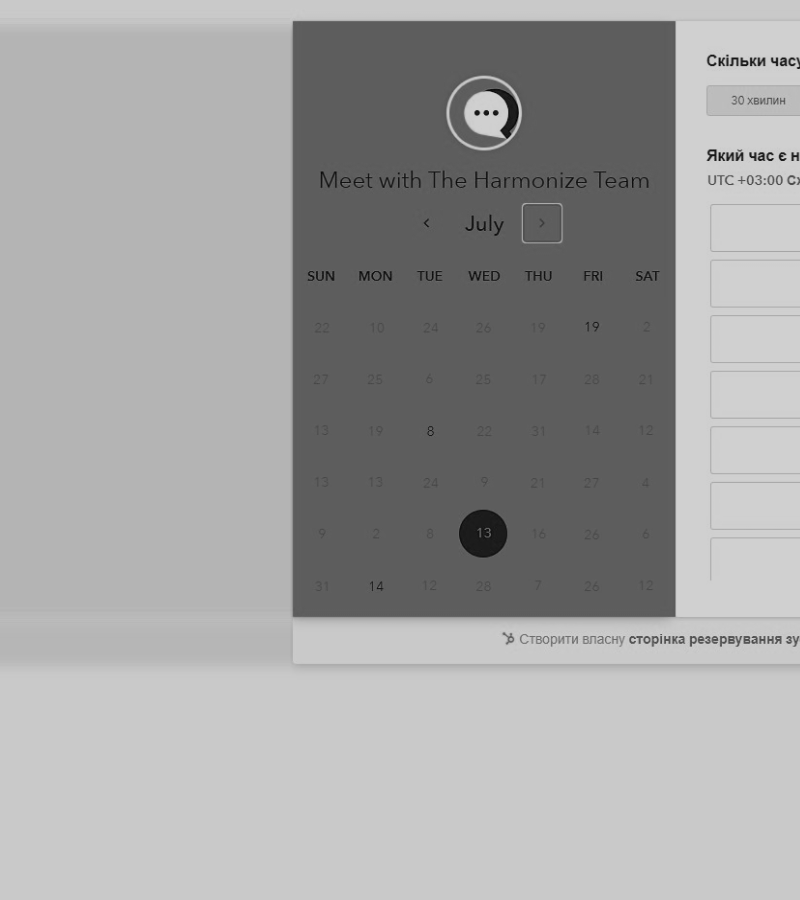 Meet with The Harmonize Team
July
SUN MON TUE WED THU FRI SAT
22 10 24 26 19 19 2
27 25 6 25 17 28 21
13 19 8 22 31 14 12
13 13 24 9 21 27 4
9 2 8 13 16 26 6
31 14 12 28 7 26 12
Скільки часу
30 хвилин
Який час є н
UTC +03:00 Сх
Створити власну сторінка резервування зу